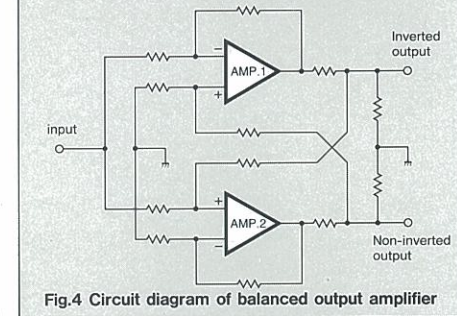 Inverted
output
−
AMP.1
+
input
+
AMP.2
−
Non-inverted
output
Fig.4 Circuit diagram of balanced output amplifier